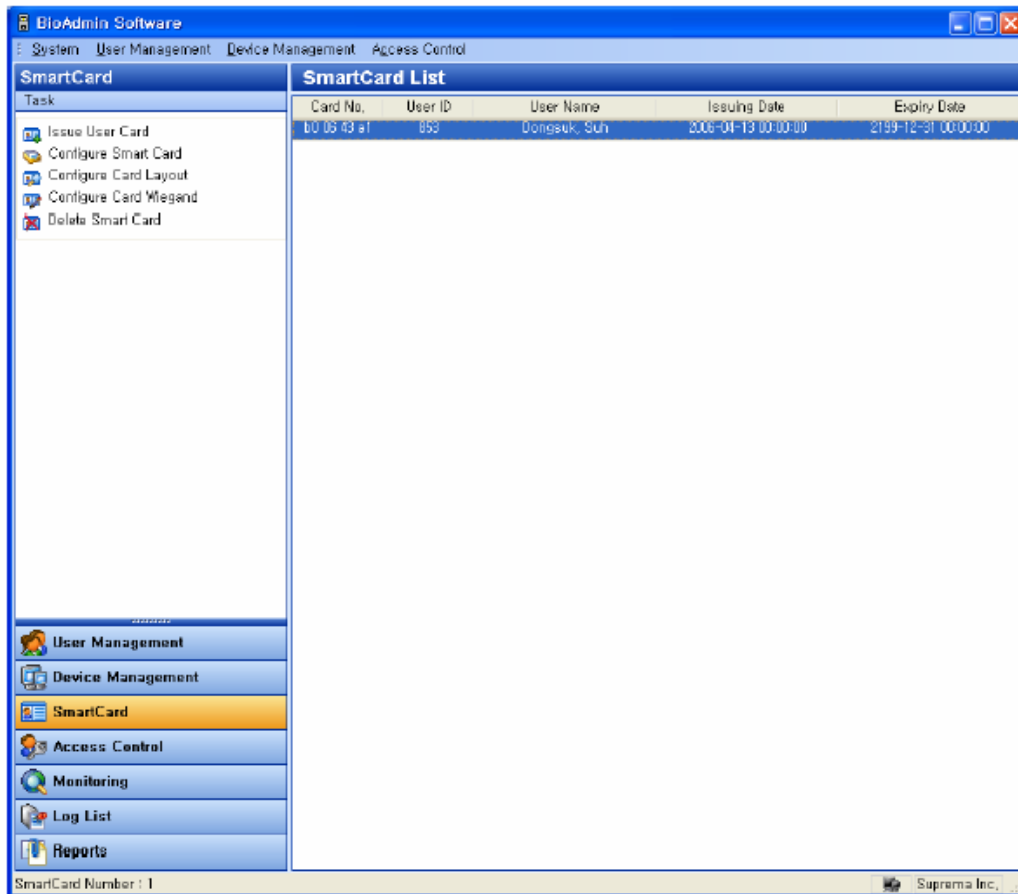 BioAdmin Software
System User Management Device Management Access Control
SmartCard
Task
Issue User Card
Configure Smart Card
Configure Card Layout
Configure Card Wiegand
Delete Smart Card
SmartCard List
Card No. User ID User Name Issuing Date Expiry Date
b0 06 43 a1 853 Dongsuk, Suh 2006-04-13 00:00:00 2199-12-31 00:00:00
User Management
Device Management
SmartCard
Access Control
Monitoring
Log List
Reports
SmartCard Number : 1 Suprema Inc.